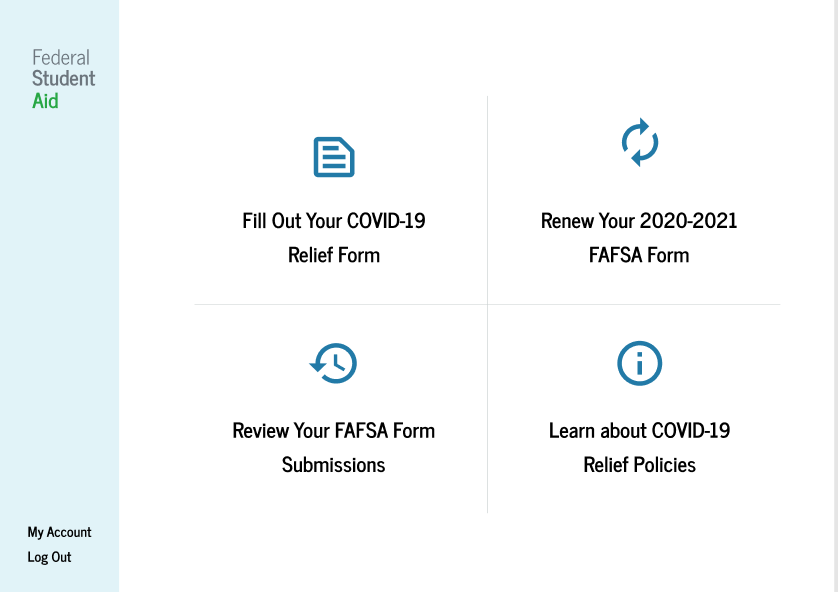 Federal
Student
Aid
Fill Out Your COVID-19
Relief Form
Renew Your 2020-2021
FAFSA Form
Review Your FAFSA Form
Submissions
Learn about COVID-19
Relief Policies
My Account
Log Out